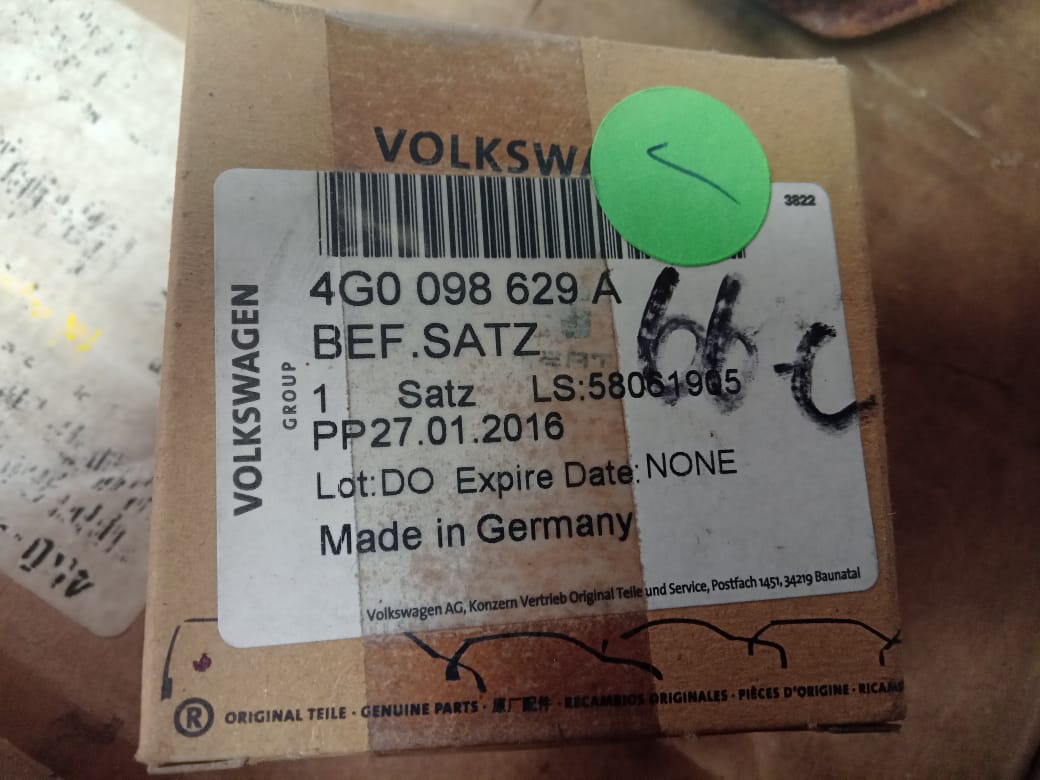 VOLKSWA
3822
4G0 098 629 A
BEF.SATZ
1 Satz LS:58061905
PP27.01.2016
Lot:DO Expire Date:NONE
Made in Germany
Volkswagen AG, Konzern Vertrieb Original Teile und Service, Postfach 1451, 34219 Baunatal
VOLKSWAGEN
GROUP
® ORIGINAL TEILE · GENUINE PARTS · 原厂配件 · RECAMBIOS ORIGINALES · PIÈCES D'ORIGINE · RICAM